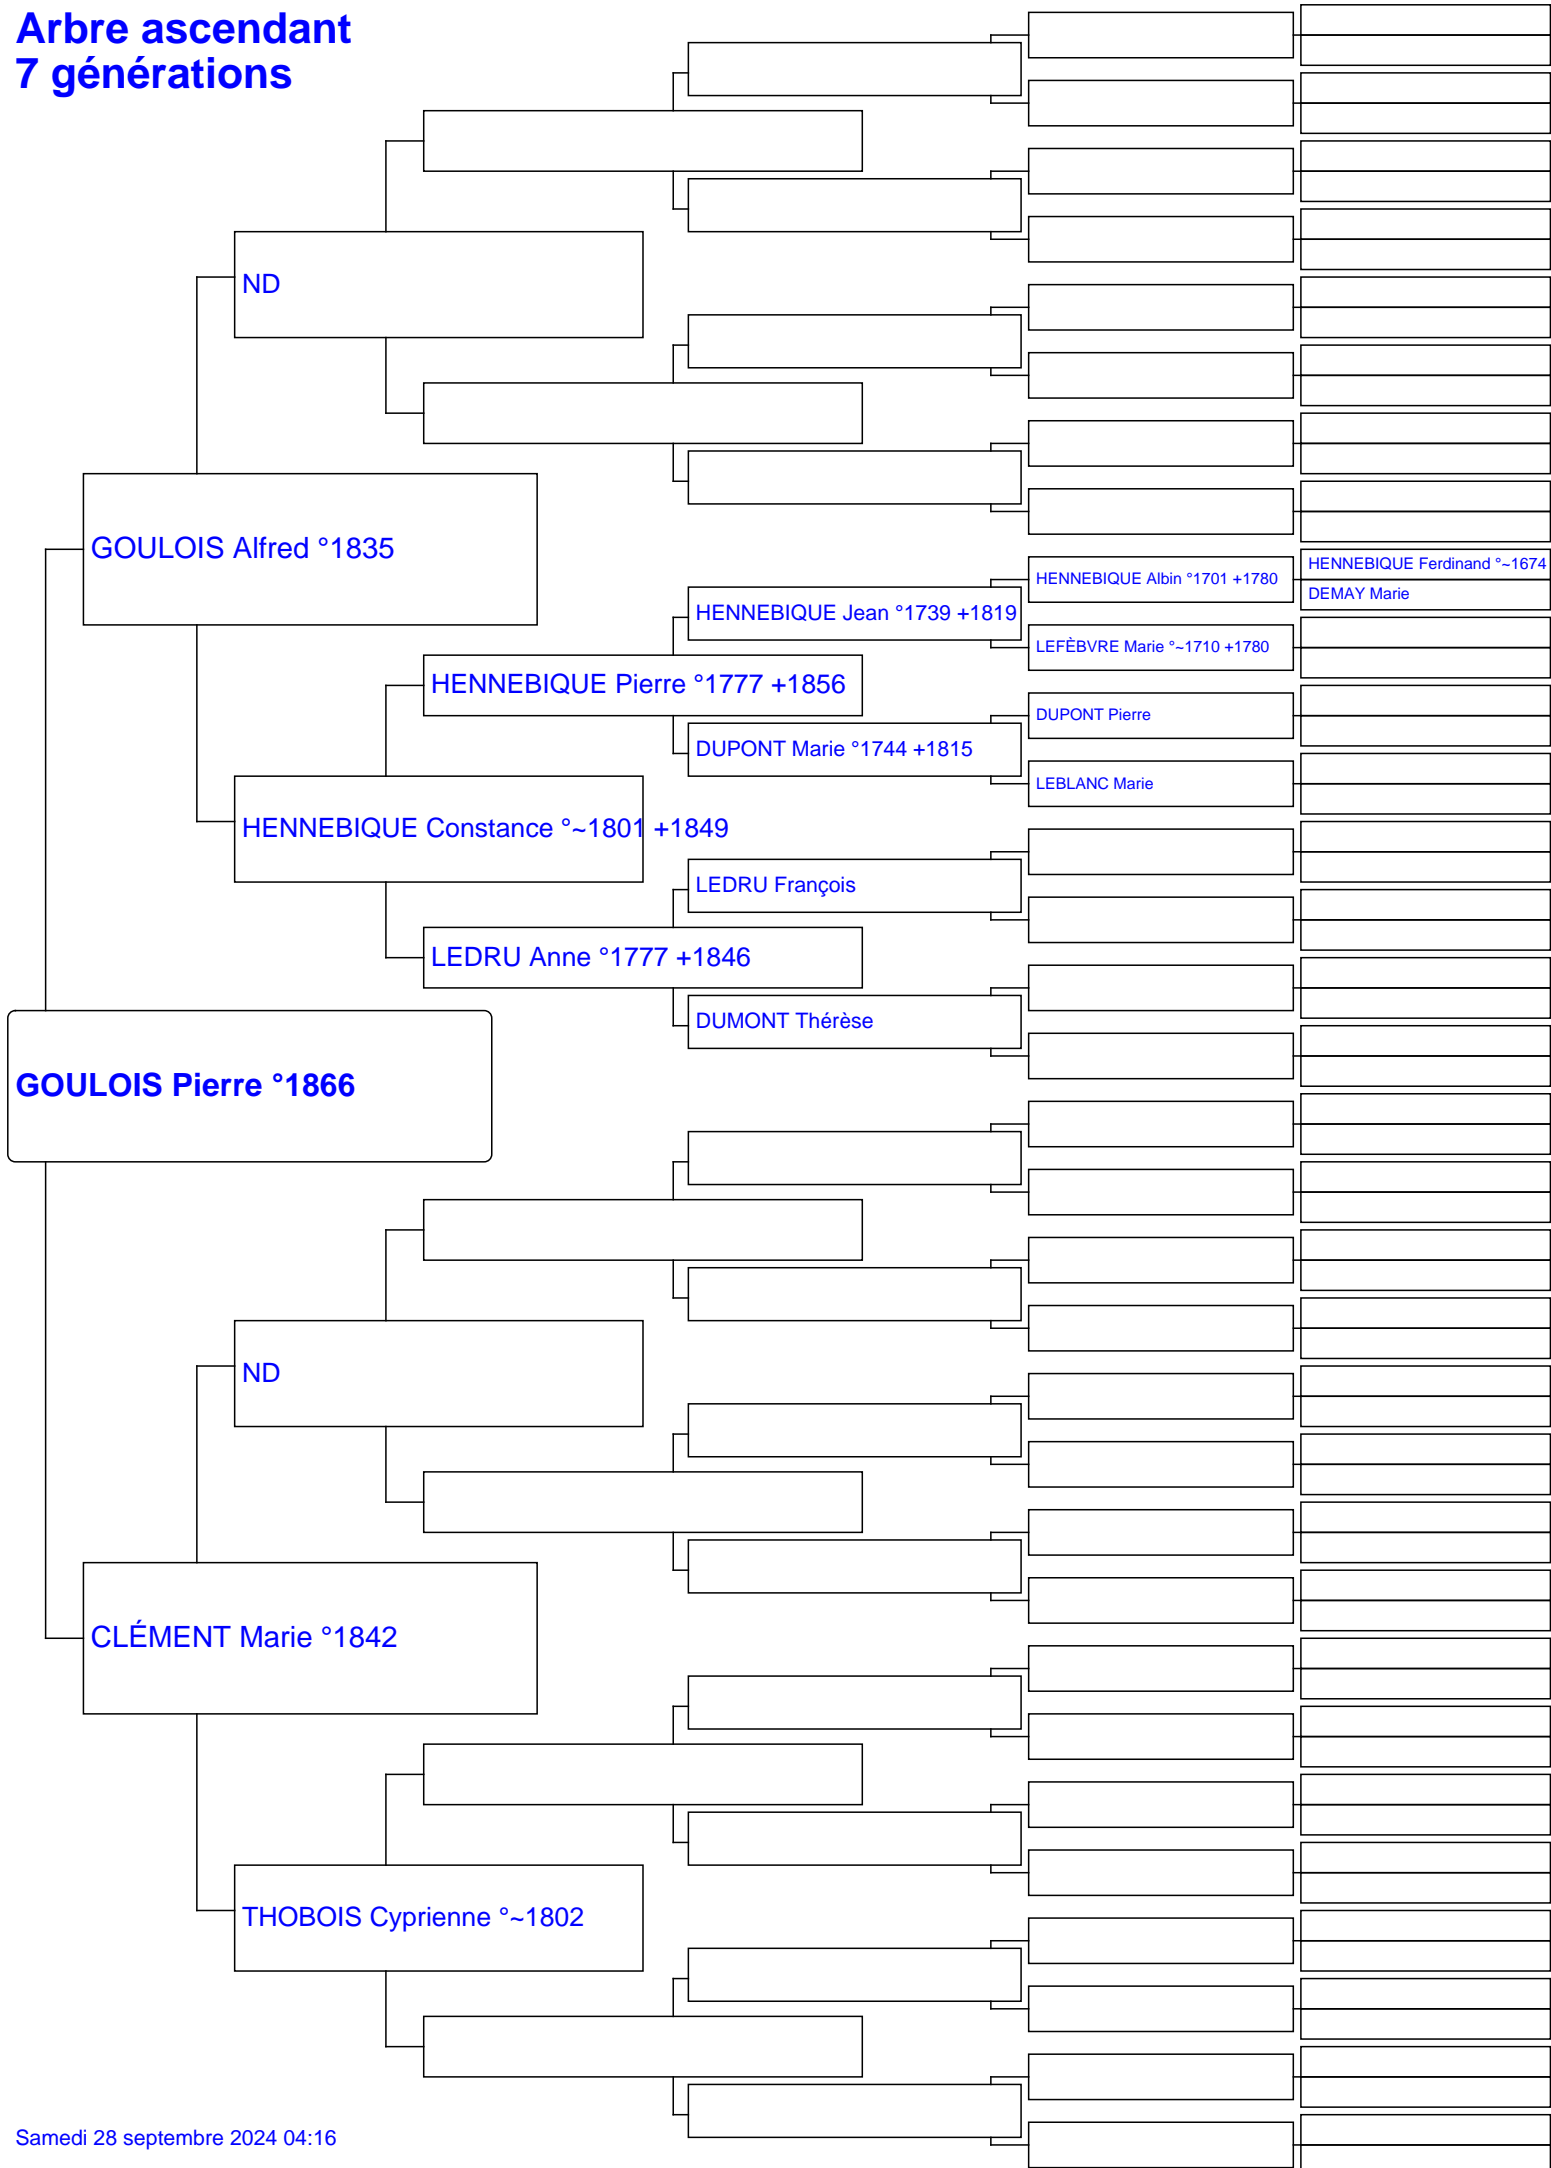 Arbre ascendant
7 générations
ND
GOULOIS Alfred °1835
HENNEBIQUE Ferdinand °~1674
HENNEBIQUE Albin °1701 +1780
DEMAY Marie
HENNEBIQUE Jean °1739 +1819
LEFÈBVRE Marie °~1710 +1780
HENNEBIQUE Pierre °1777 +1856
DUPONT Pierre
DUPONT Marie °1744 +1815
LEBLANC Marie
HENNEBIQUE Constance °~1801 +1849
LEDRU François
LEDRU Anne °1777 +1846
DUMONT Thérèse
GOULOIS Pierre °1866
ND
CLÉMENT Marie °1842
THOBOIS Cyprienne °~1802
Samedi 28 septembre 2024 04:16